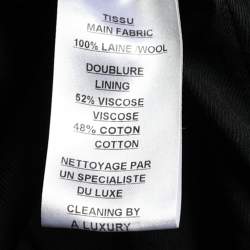 TISSU
MAIN FABRIC
100% LAINE/WOOL
DOUBLURE
LINING
52% VISCOSE
VISCOSE
48% COTON
COTTON
NETTOYAGE PAR
UN SPECIALISTE
DU LUXE
CLEANING BY
A LUXURY